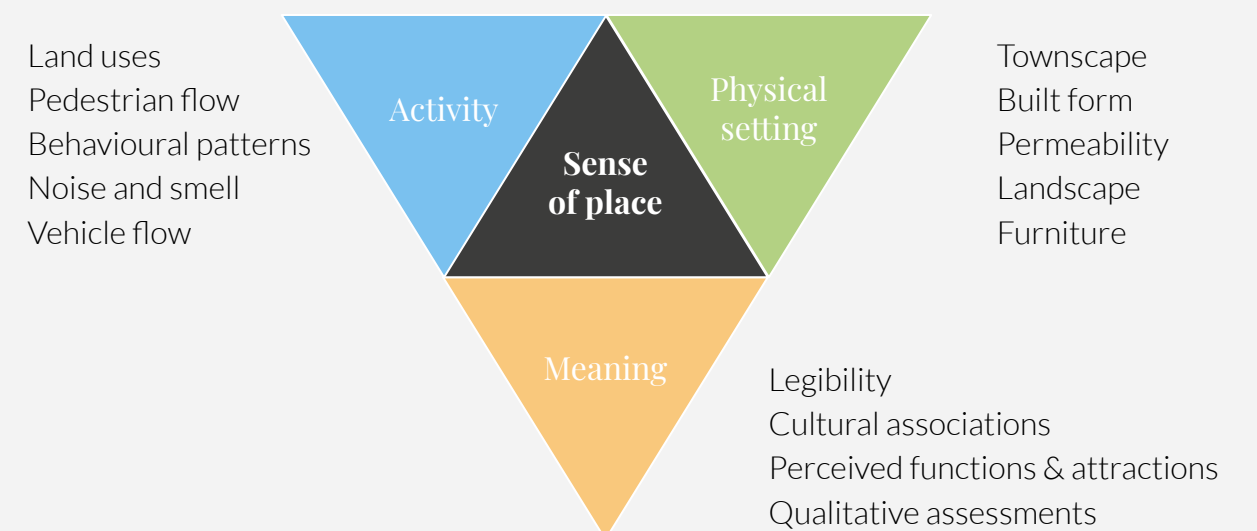 Land uses
Pedestrian flow
Behavioural patterns
Noise and smell
Vehicle flow
Activity
Sense
of place
Physical
setting
Townscape
Built form
Permeability
Landscape
Furniture
Meaning
Legibility
Cultural associations
Perceived functions & attractions
Qualitative assessments